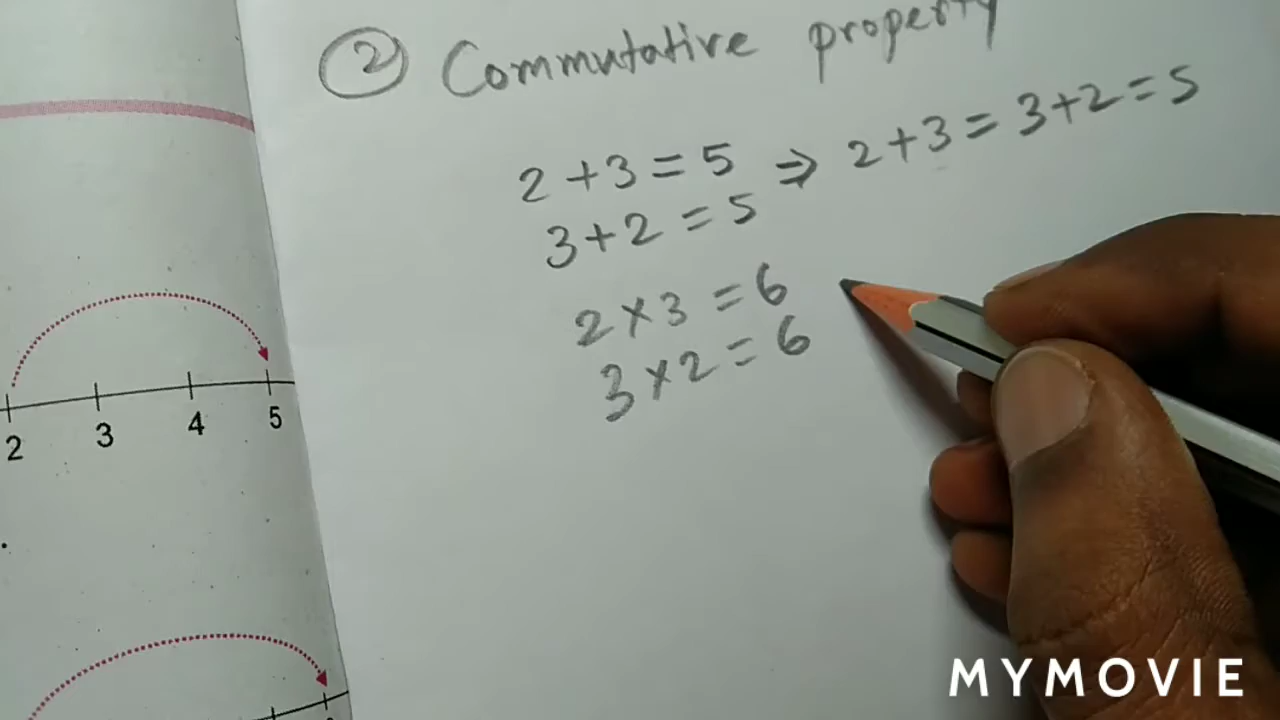 ② Commutative property
2 + 3 = 5 ⇒ 2 + 3 = 3 + 2 = 5
3 + 2 = 5
2 × 3 = 6
3 × 2 = 6
2 3 4 5
MYMOVIE